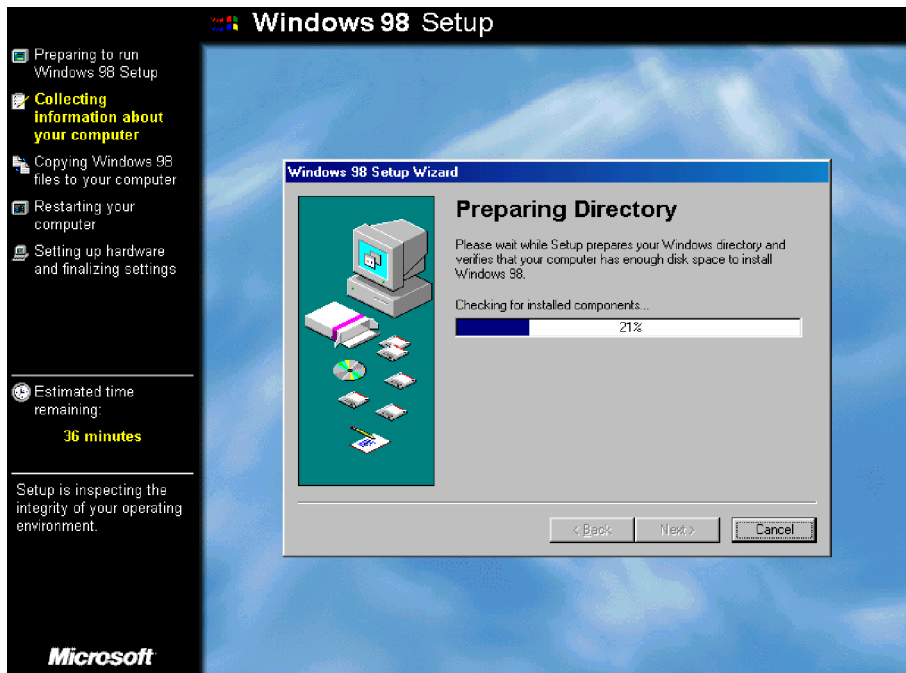 Windows 98 Setup
Preparing to run
Windows 98 Setup
Collecting
information about
your computer
Copying Windows 98
files to your computer
Restarting your
computer
Setting up hardware
and finalizing settings
Estimated time
remaining:
36 minutes
Setup is inspecting the
integrity of your operating
environment.
Microsoft
Windows 98 Setup Wizard
Preparing Directory
Please wait while Setup prepares your Windows directory and
verifies that your computer has enough disk space to install
Windows 98.
Checking for installed components...
21%
< Back Next > Cancel